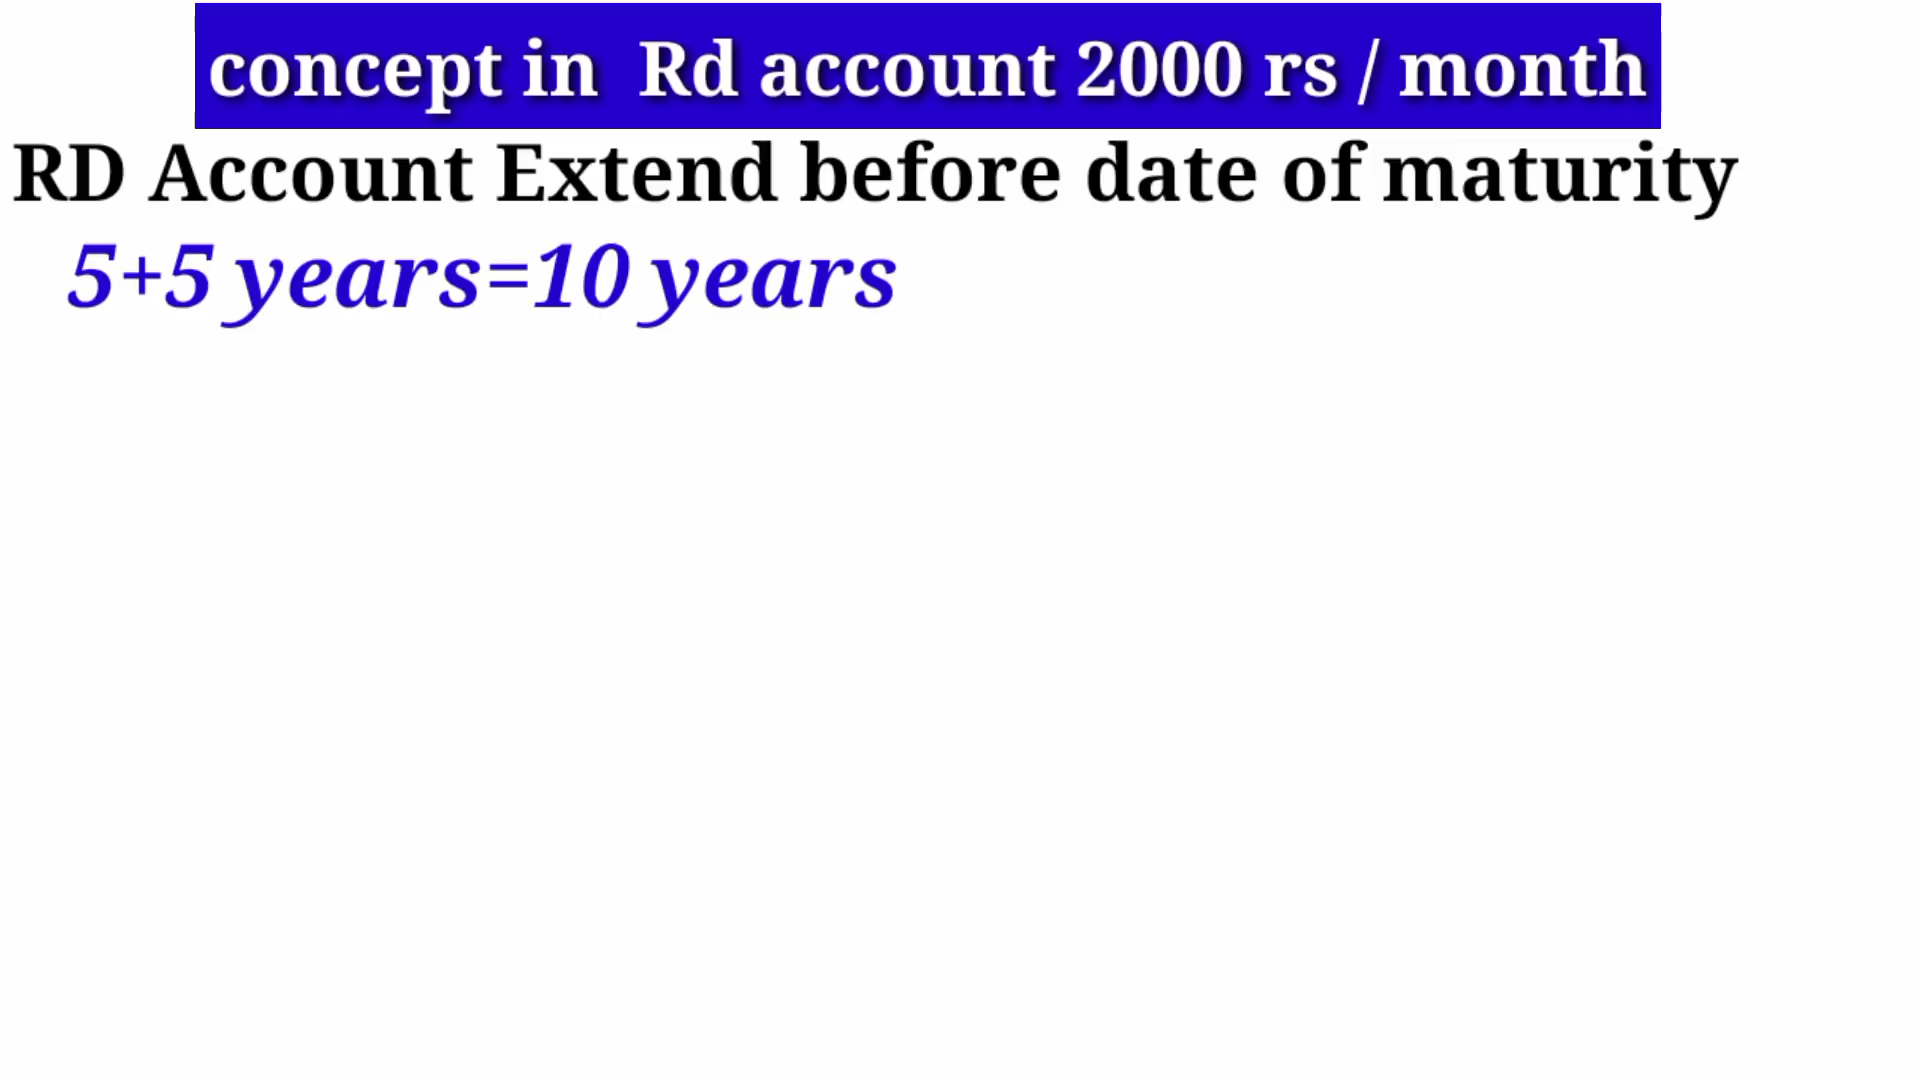 concept in Rd account 2000 rs / month
RD Account Extend before date of maturity
5+5 years=10 years